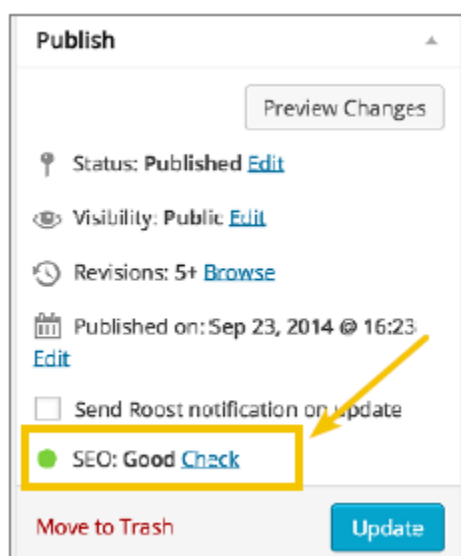 Publish
Preview Changes
Status: Published Edit
Visibility: Public Edit
Revisions: 5+ Browse
Published on: Sep 23, 2014 @ 16:23
Edit
Send Roost notification on update
SEO: Good Check
Move to Trash
Update